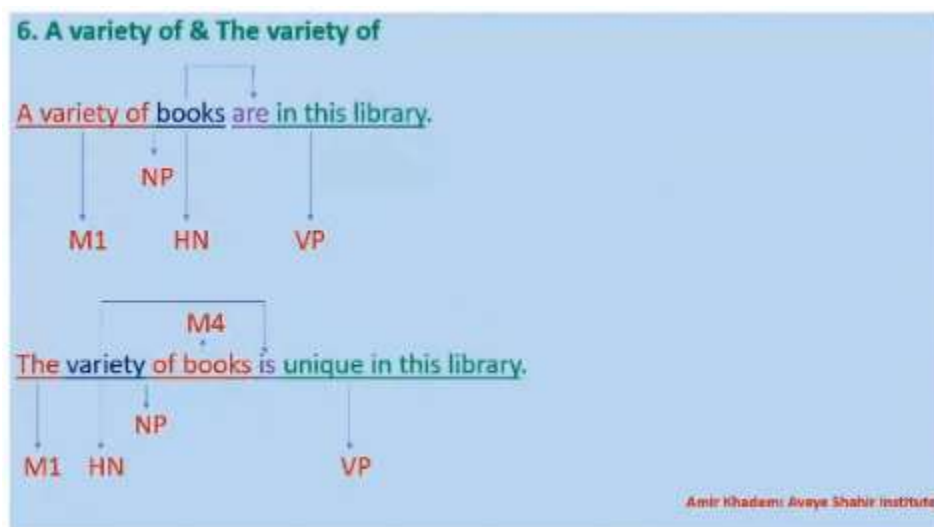 6. A variety of & The variety of
A variety of books are in this library.
NP
M1 HN VP
M4
The variety of books is unique in this library.
NP
M1 HN VP
Amir Khademi Avaye Shahir Institute